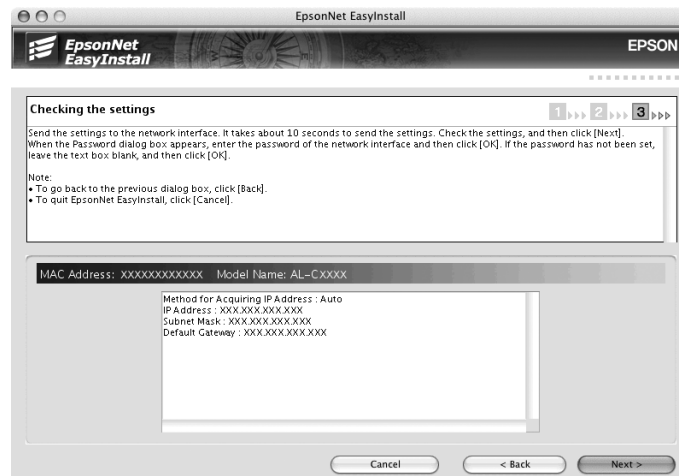 EpsonNet EasyInstall
EpsonNet
EasyInstall
EPSON
Checking the settings
1 2 3
Send the settings to the network interface. It takes about 10 seconds to send the settings. Check the settings, and then click [Next].
When the Password dialog box appears, enter the password of the network interface and then click [OK]. If the password has not been set,
leave the text box blank, and then click [OK].
Note:
• To go back to the previous dialog box, click [Back].
• To quit EpsonNet EasyInstall, click [Cancel].
MAC Address: XXXXXXXXXXXX Model Name: AL-CXXXX
Method for Acquiring IP Address : Auto
IP Address : XXX.XXX.XXX.XXX
Subnet Mask : XXX.XXX.XXX.XXX
Default Gateway : XXX.XXX.XXX.XXX
Cancel < Back Next >